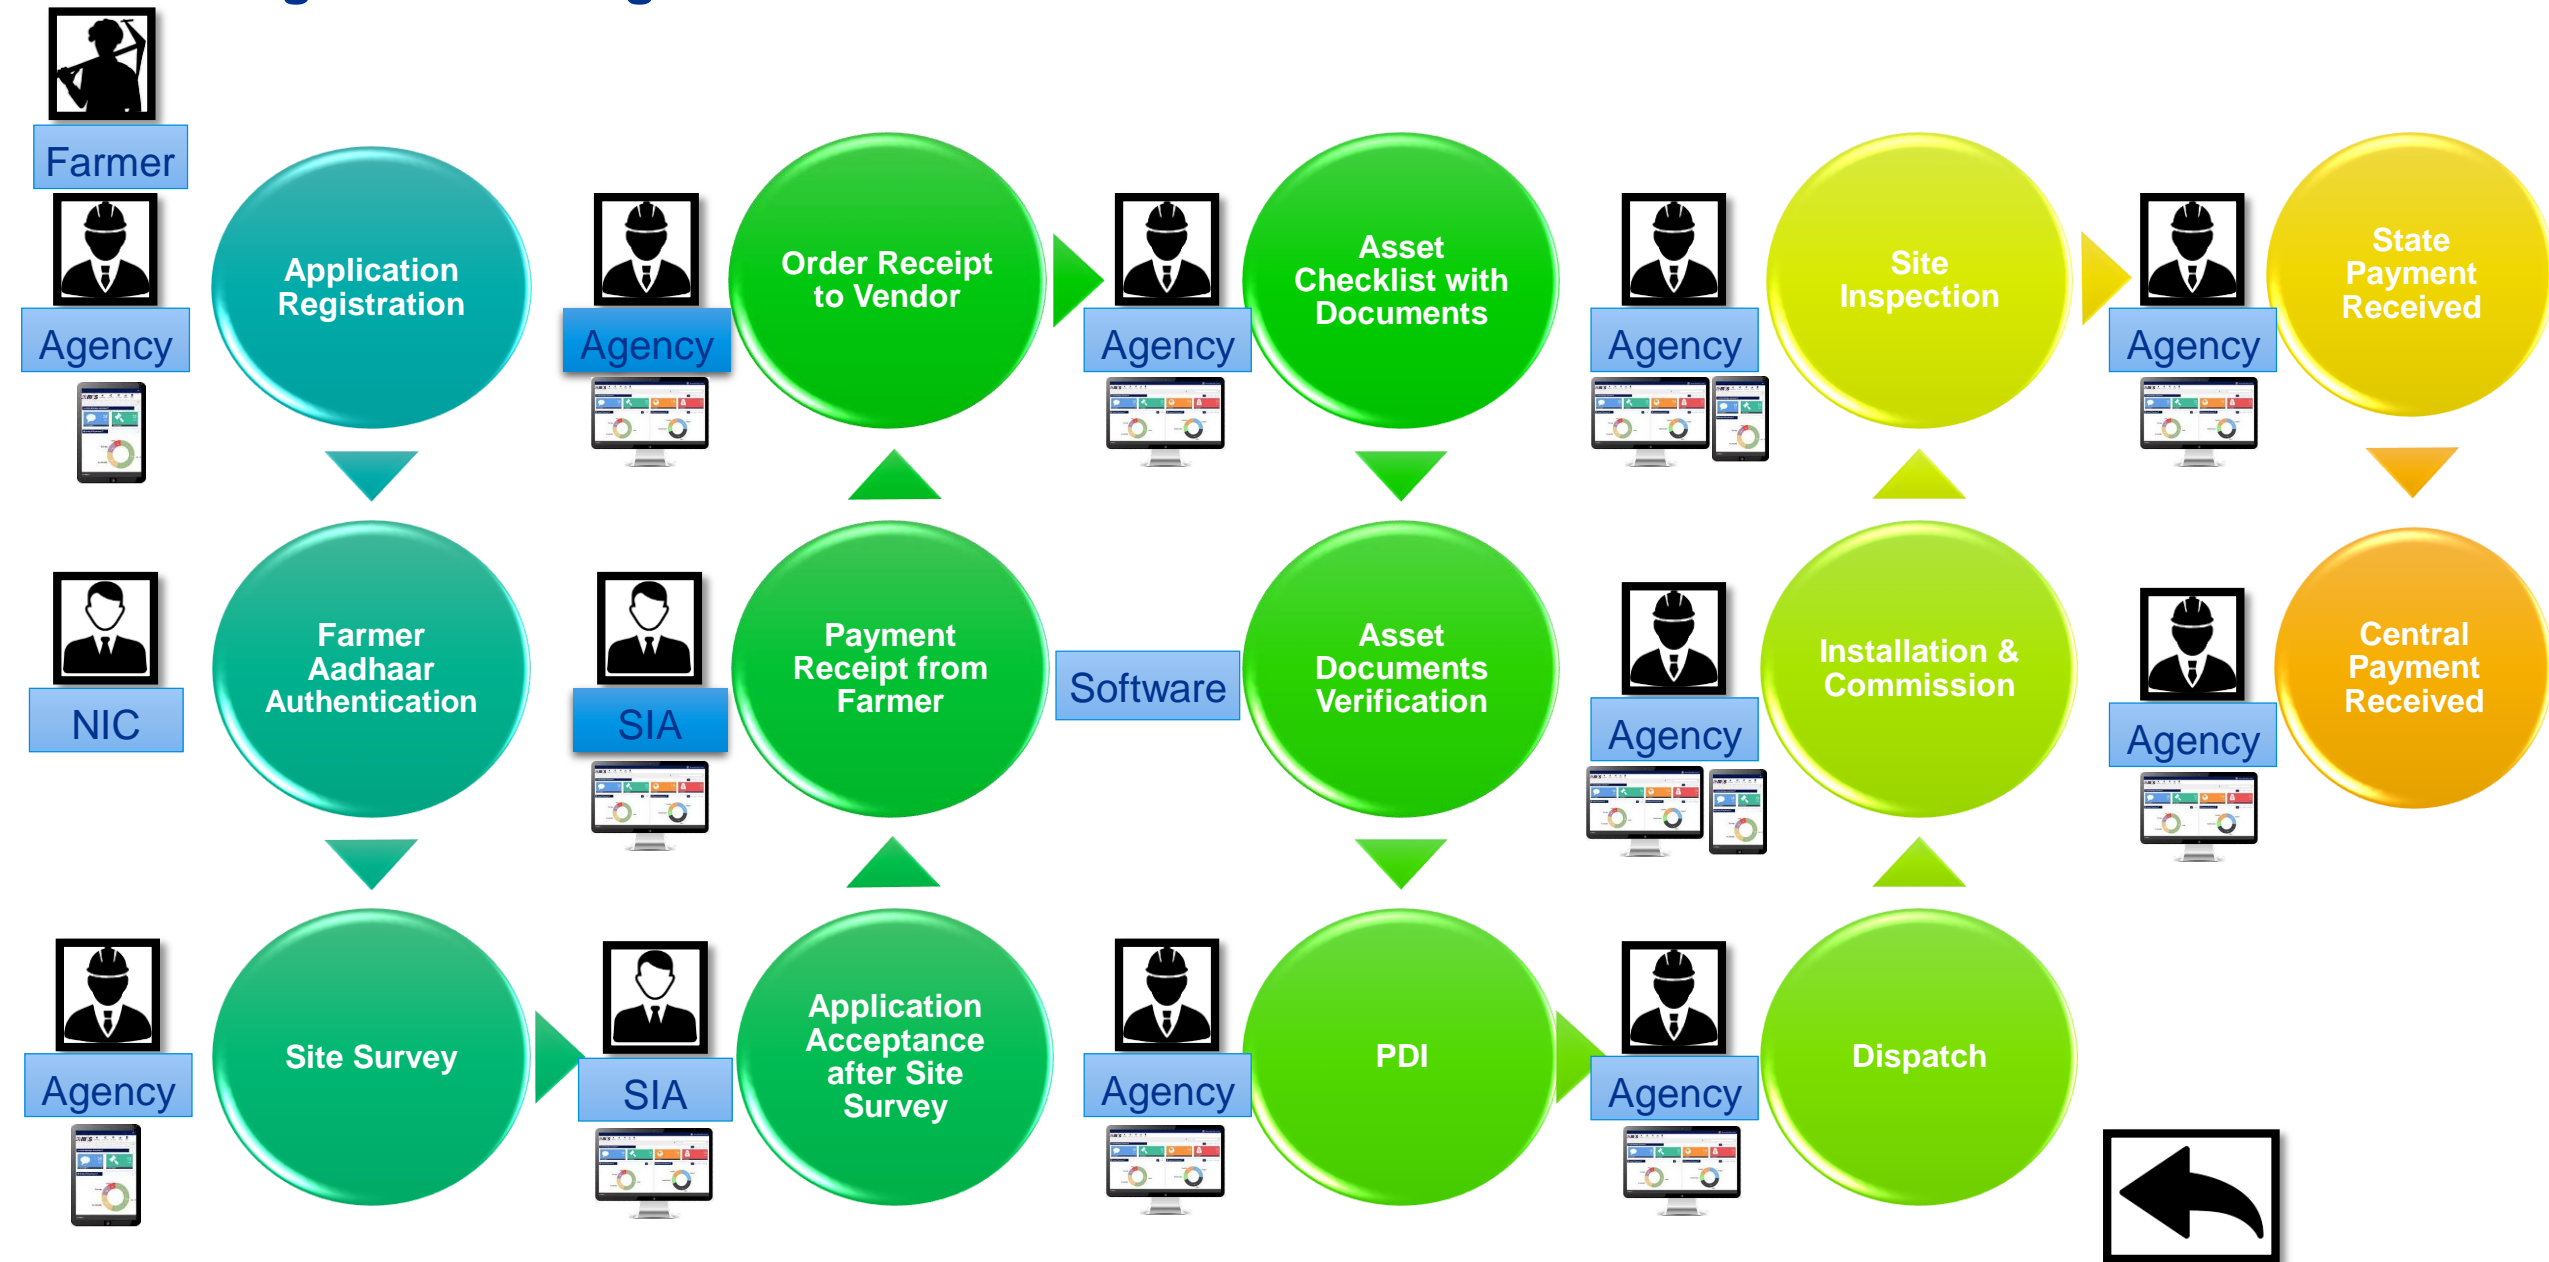 Farmer
Agency
Application
Registration
NIC
Farmer
Aadhaar
Authentication
Agency
Site Survey
SIA
Application
Acceptance
after Site
Survey
SIA
Payment
Receipt from
Farmer
Agency
Order Receipt
to Vendor
Agency
Asset
Checklist with
Documents
Software
Asset
Documents
Verification
Agency
PDI
Agency
Dispatch
Agency
Installation &
Commission
Agency
Site
Inspection
Agency
State
Payment
Received
Agency
Central
Payment
Received